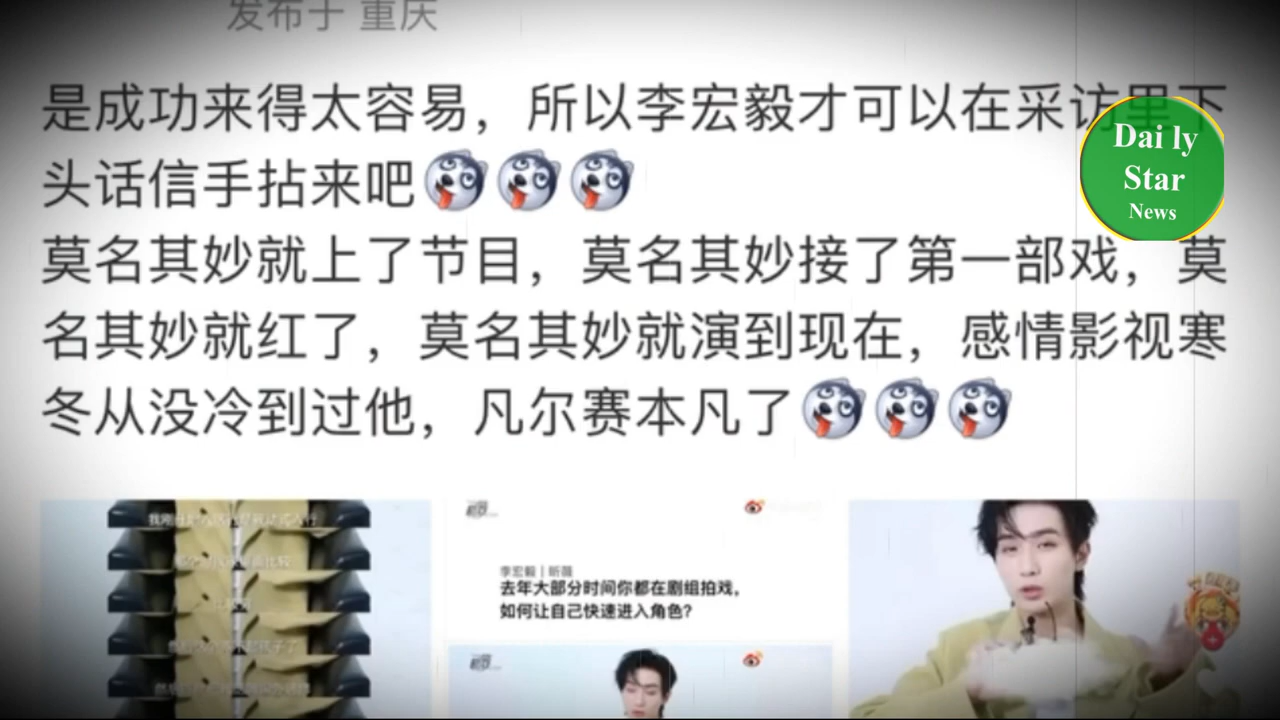 发布于 重庆
是成功来得太容易，所以李宏毅才可以在采访里下
头话信手拈来吧
莫名其妙就上了节目，莫名其妙接了第一部戏，莫
名其妙就红了，莫名其妙就演到现在，感情影视寒
冬从没冷到过他，凡尔赛本凡了
Dai ly
Star
News
李宏毅 | 昕薇
去年大部分时间你都在剧组拍戏，
如何让自己快速进入角色？